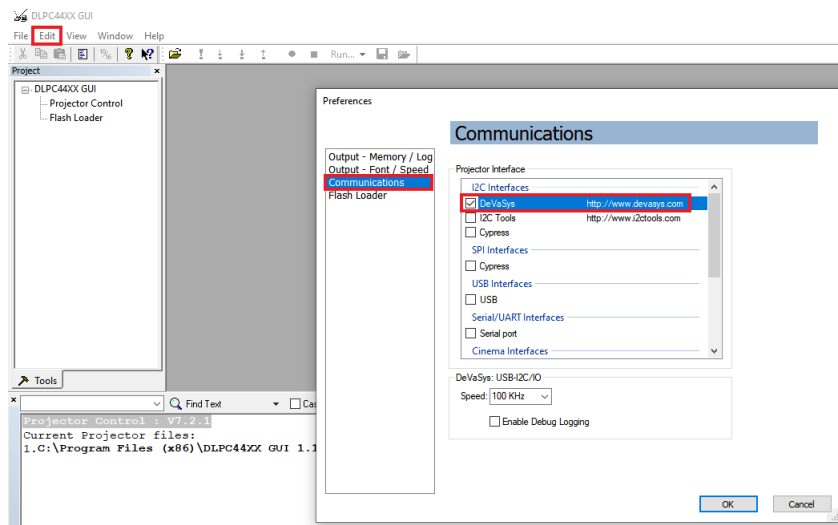 DLPC44XX GUI
File Edit View Window Help
Run...
Project
DLPC44XX GUI
Projector Control
Flash Loader
Tools
Preferences
Communications
Output - Memory / Log
Output - Font / Speed
Communications
Flash Loader
Projector Interface
I2C Interfaces
DeVaSys http://www.devasys.com
I2C Tools http://www.i2ctools.com
Cypress
SPI Interfaces
Cypress
USB Interfaces
USB
Serial/UART Interfaces
Serial port
Cinema Interfaces
DeVaSys: USB-I2C/IO
Speed: 100 KHz
Enable Debug Logging
OK Cancel
Find Text Cas
Projector Control : V7.2.1
Current Projector files:
1.C:\Program Files (x86)\DLPC44XX GUI 1.1